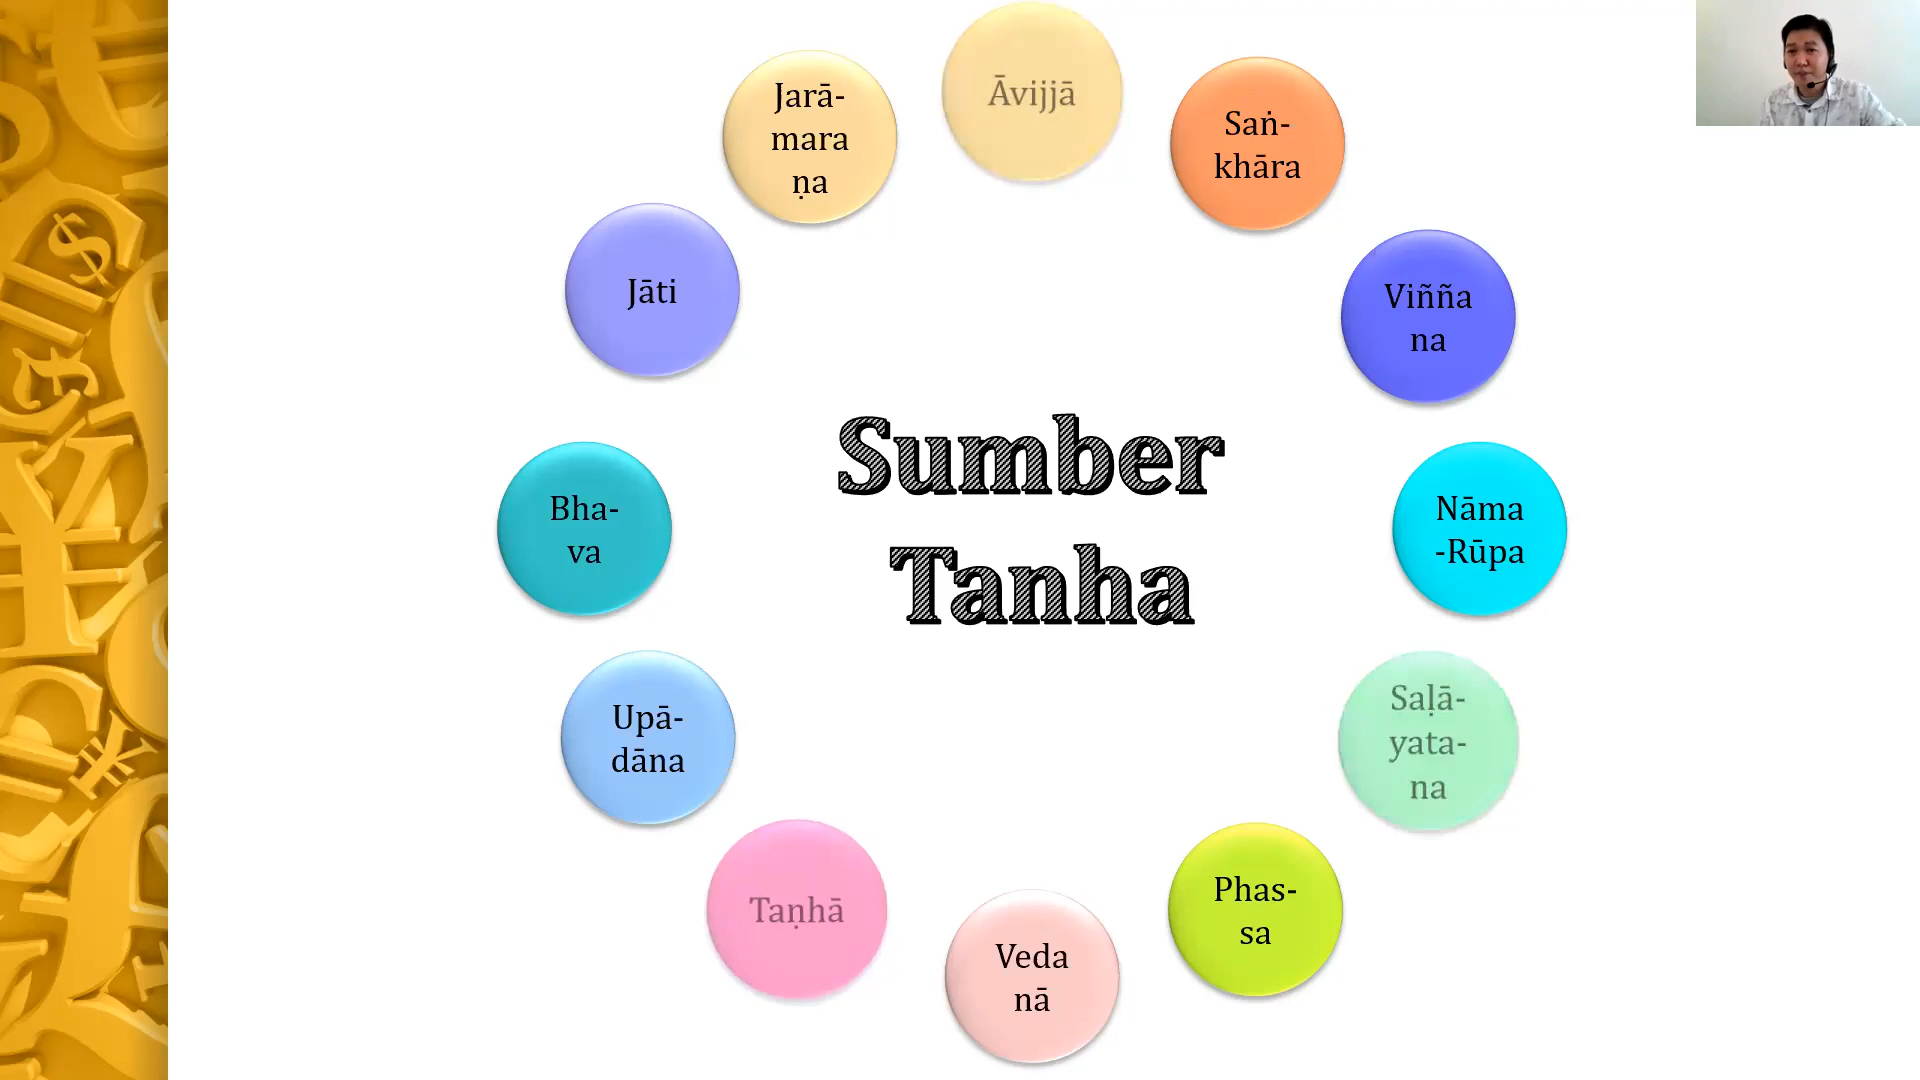 Āvijjā
Saṅ-
khāra
Viñña
na
Nāma
-Rūpa
Saḷā-
yata-
na
Phas-
sa
Veda
nā
Taṇhā
Upā-
dāna
Bha-
va
Jāti
Jarā-
mara
ṇa
Sumber
Tanha